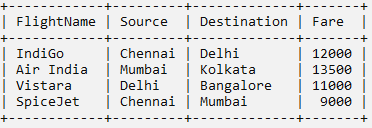 +------------+---------+-------------+-------+
| FlightName | Source  | Destination | Fare  |
+------------+---------+-------------+-------+
| IndiGo     | Chennai | Delhi       | 12000 |
| Air India  | Mumbai  | Kolkata     | 13500 |
| Vistara    | Delhi   | Bangalore   | 11000 |
| SpiceJet   | Chennai | Mumbai      |  9000 |
+------------+---------+-------------+-------+